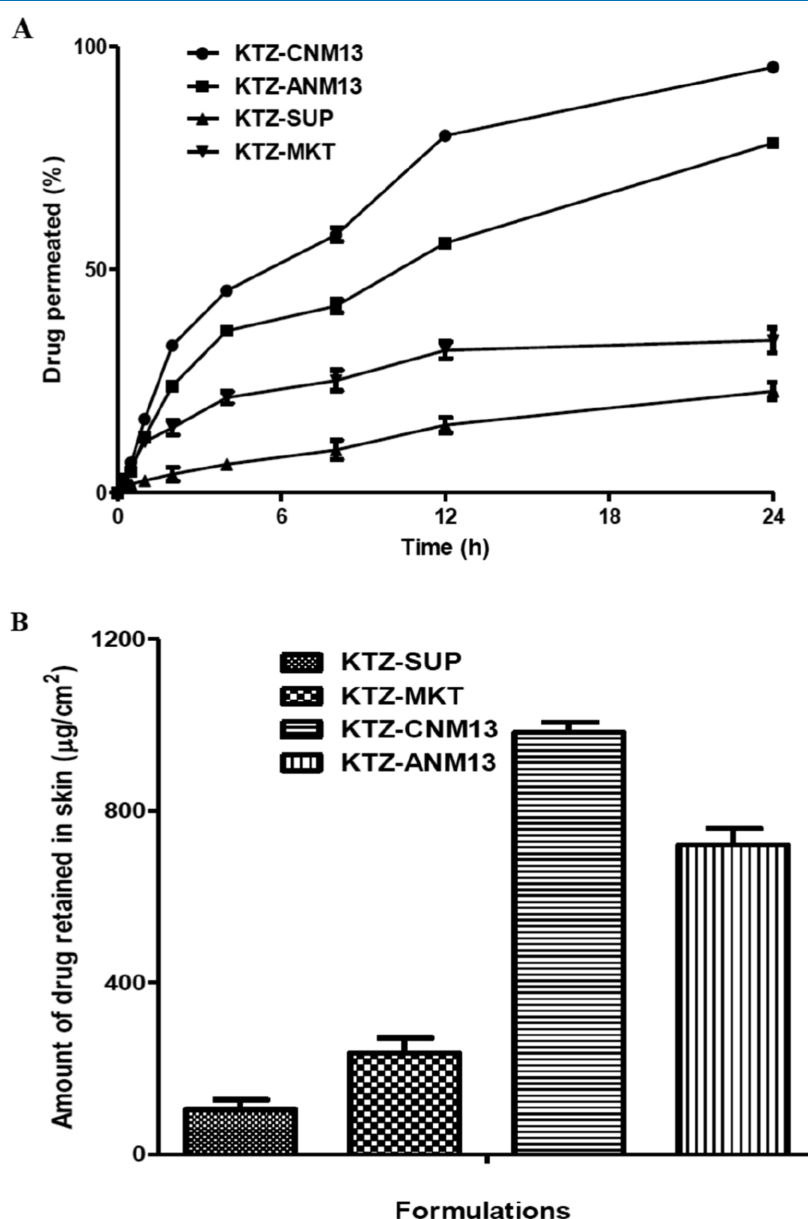 A
100
KTZ-CNM13
KTZ-ANM13
KTZ-SUP
KTZ-MKT
Drug permeated (%)
50
0
0 6 12 18 24
Time (h)
B
1200
KTZ-SUP
KTZ-MKT
KTZ-CNM13
KTZ-ANM13
Amount of drug retained in skin (µg/cm²)
800
400
0
Formulations